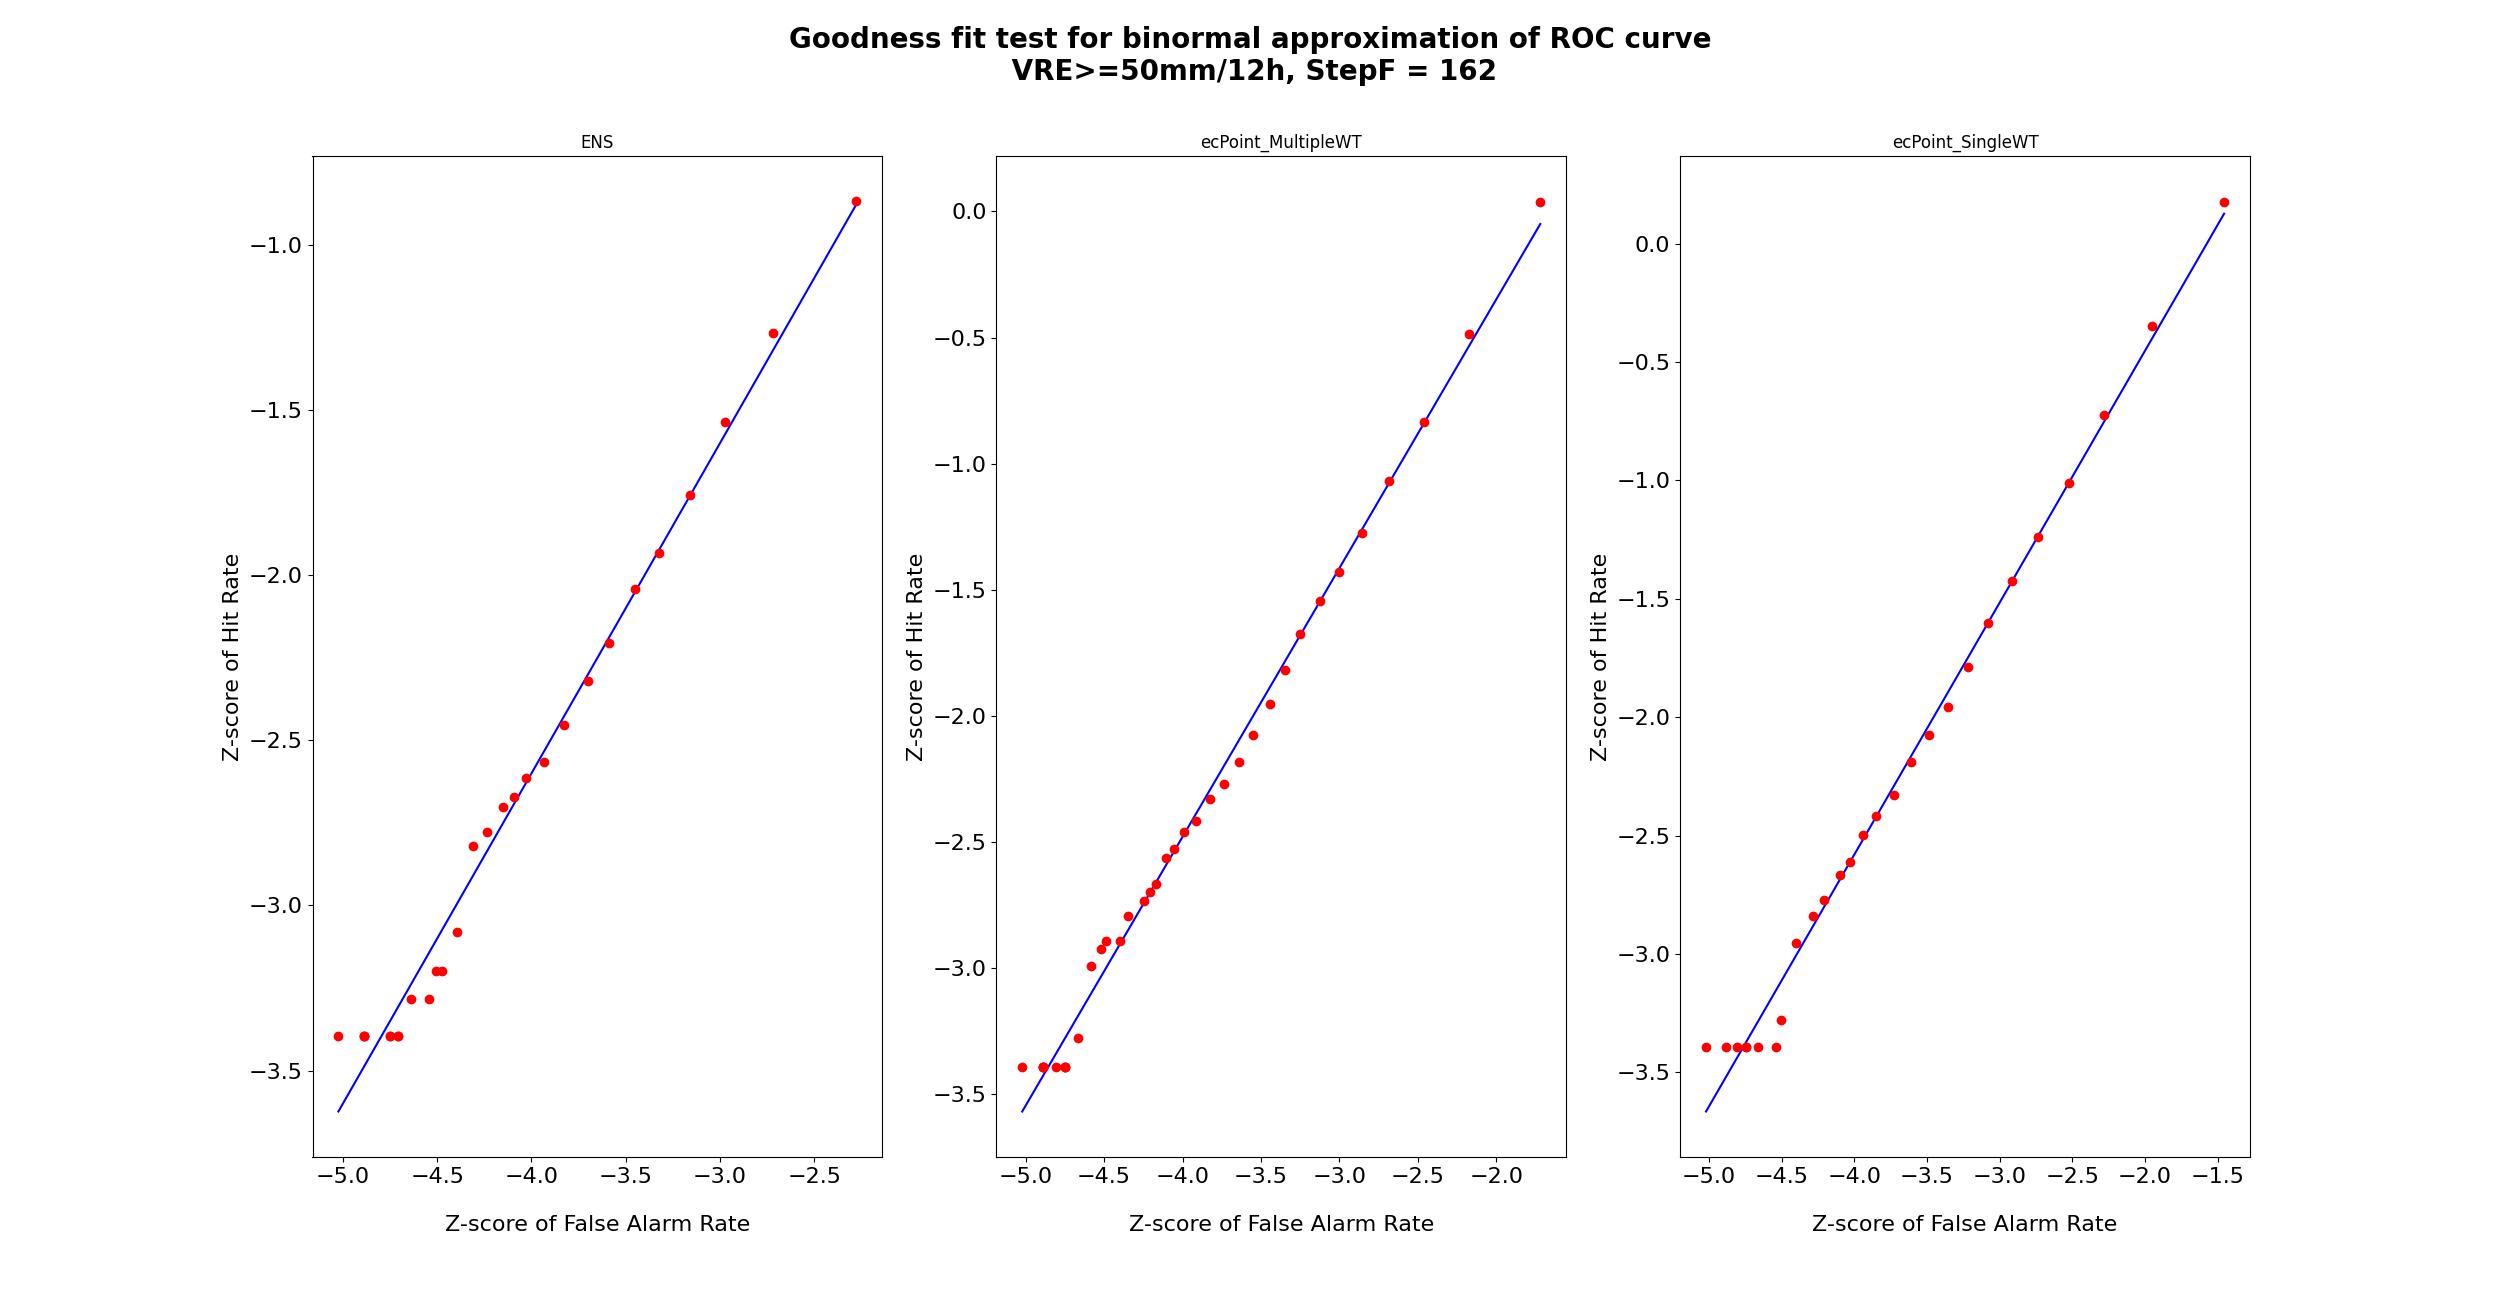 Goodness fit test for binormal approximation of ROC curve
VRE>=50mm/12h, StepF = 162
ENS
−1.0
−1.5
−2.0
−2.5
−3.0
−3.5
Z-score of Hit Rate
−5.0 −4.5 −4.0 −3.5 −3.0 −2.5
Z-score of False Alarm Rate
ecPoint_MultipleWT
0.0
−0.5
−1.0
−1.5
−2.0
−2.5
−3.0
−3.5
Z-score of Hit Rate
−5.0 −4.5 −4.0 −3.5 −3.0 −2.5 −2.0
Z-score of False Alarm Rate
ecPoint_SingleWT
0.0
−0.5
−1.0
−1.5
−2.0
−2.5
−3.0
−3.5
Z-score of Hit Rate
−5.0 −4.5 −4.0 −3.5 −3.0 −2.5 −2.0 −1.5
Z-score of False Alarm Rate